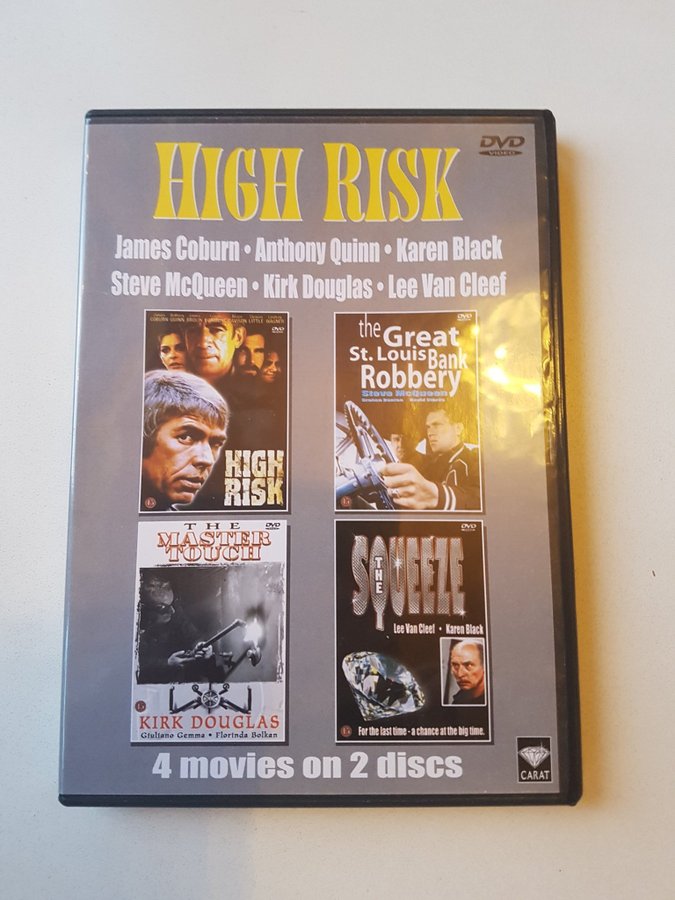 DVD
VIDEO
HIGH RISK
James Coburn • Anthony Quinn • Karen Black
Steve McQueen • Kirk Douglas • Lee Van Cleef
DVD
HIGH
RISK
DVD
the Great
St. Louis Bank
Robbery
Steve McQueen
DVD
THE
MASTER
TOUCH
KIRK DOUGLAS
Giuliano Gemma • Florinda Bolkan
DVD
THE
SQUEEZE
Lee Van Cleef • Karen Black
For the last time - a chance at the big time.
4 movies on 2 discs
CARAT